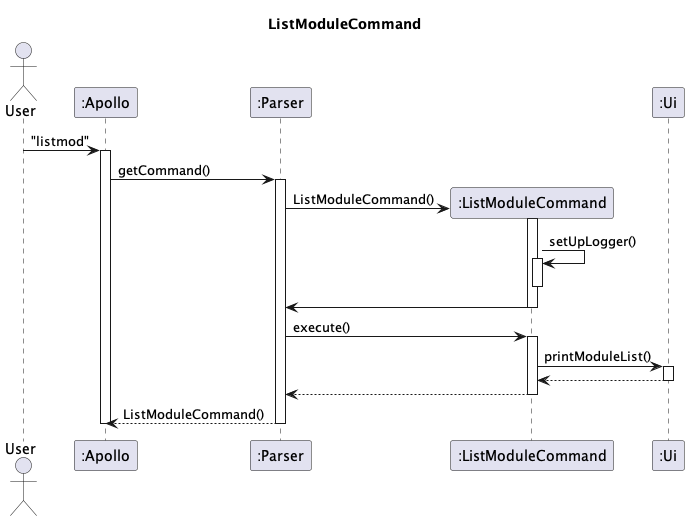 ListModuleCommand
User
:Apollo
:Parser
:Ui
"listmod"
getCommand()
ListModuleCommand()
:ListModuleCommand
setUpLogger()
execute()
printModuleList()
ListModuleCommand()
User
:Apollo
:Parser
:ListModuleCommand
:Ui